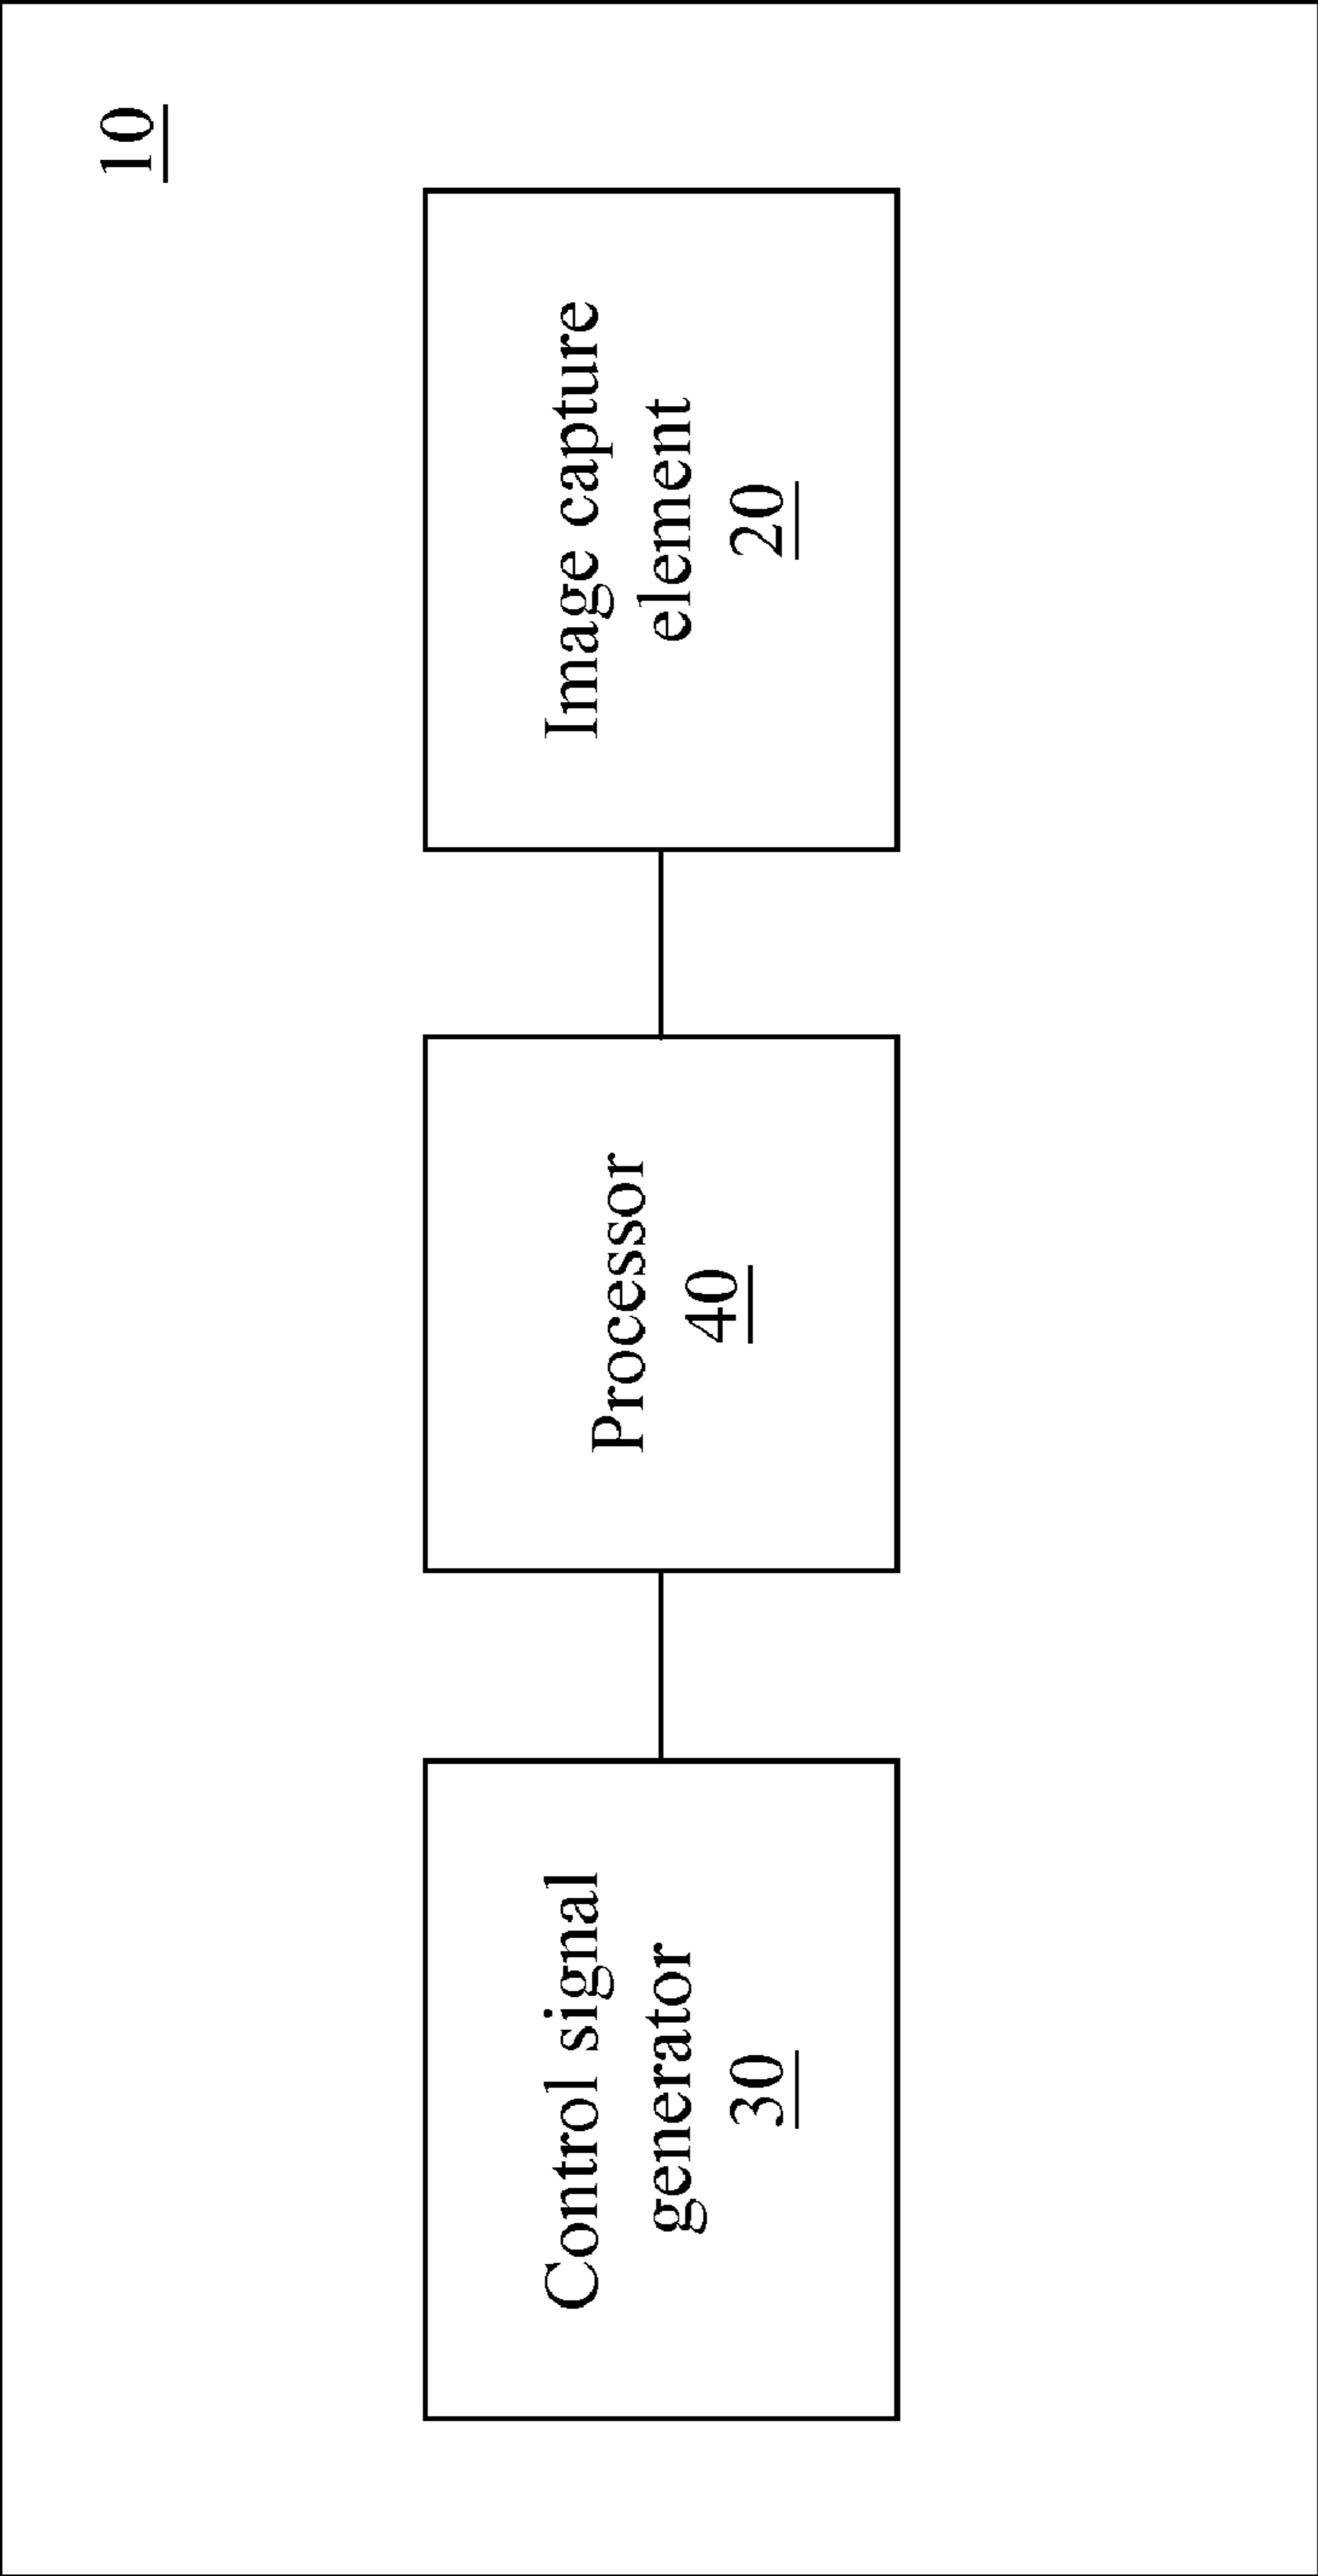 10
Control signal
generator
30
Processor
40
Image capture
element
20